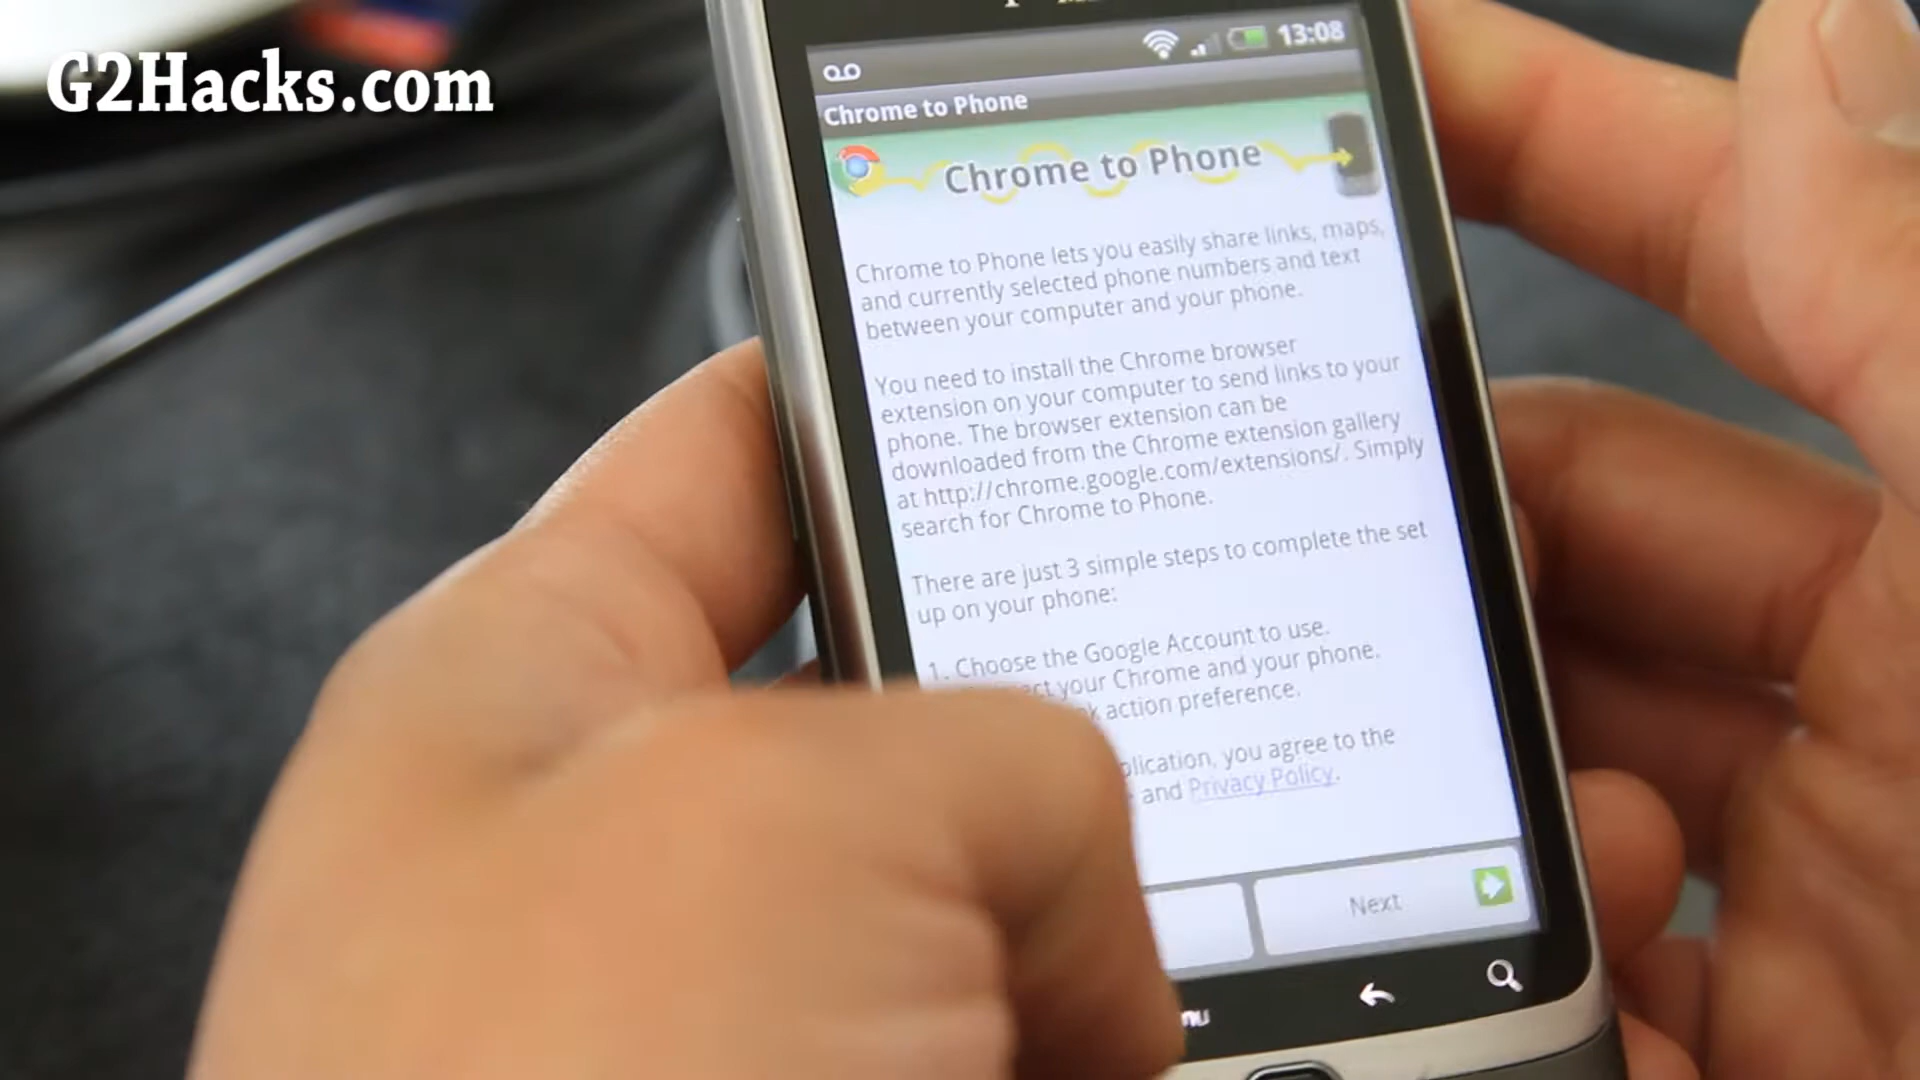 G2Hacks.com
13:08
Chrome to Phone
Chrome to Phone
Chrome to Phone lets you easily share links, maps,
and currently selected phone numbers and text
between your computer and your phone.
You need to install the Chrome browser
extension on your computer to send links to your
phone. The browser extension can be
downloaded from the Chrome extension gallery
at http://chrome.google.com/extensions/. Simply
search for Chrome to Phone.
There are just 3 simple steps to complete the set
up on your phone:
1. Choose the Google Account to use.
your Chrome and your phone.
action preference.
you agree to the
and Privacy Policy.
Next